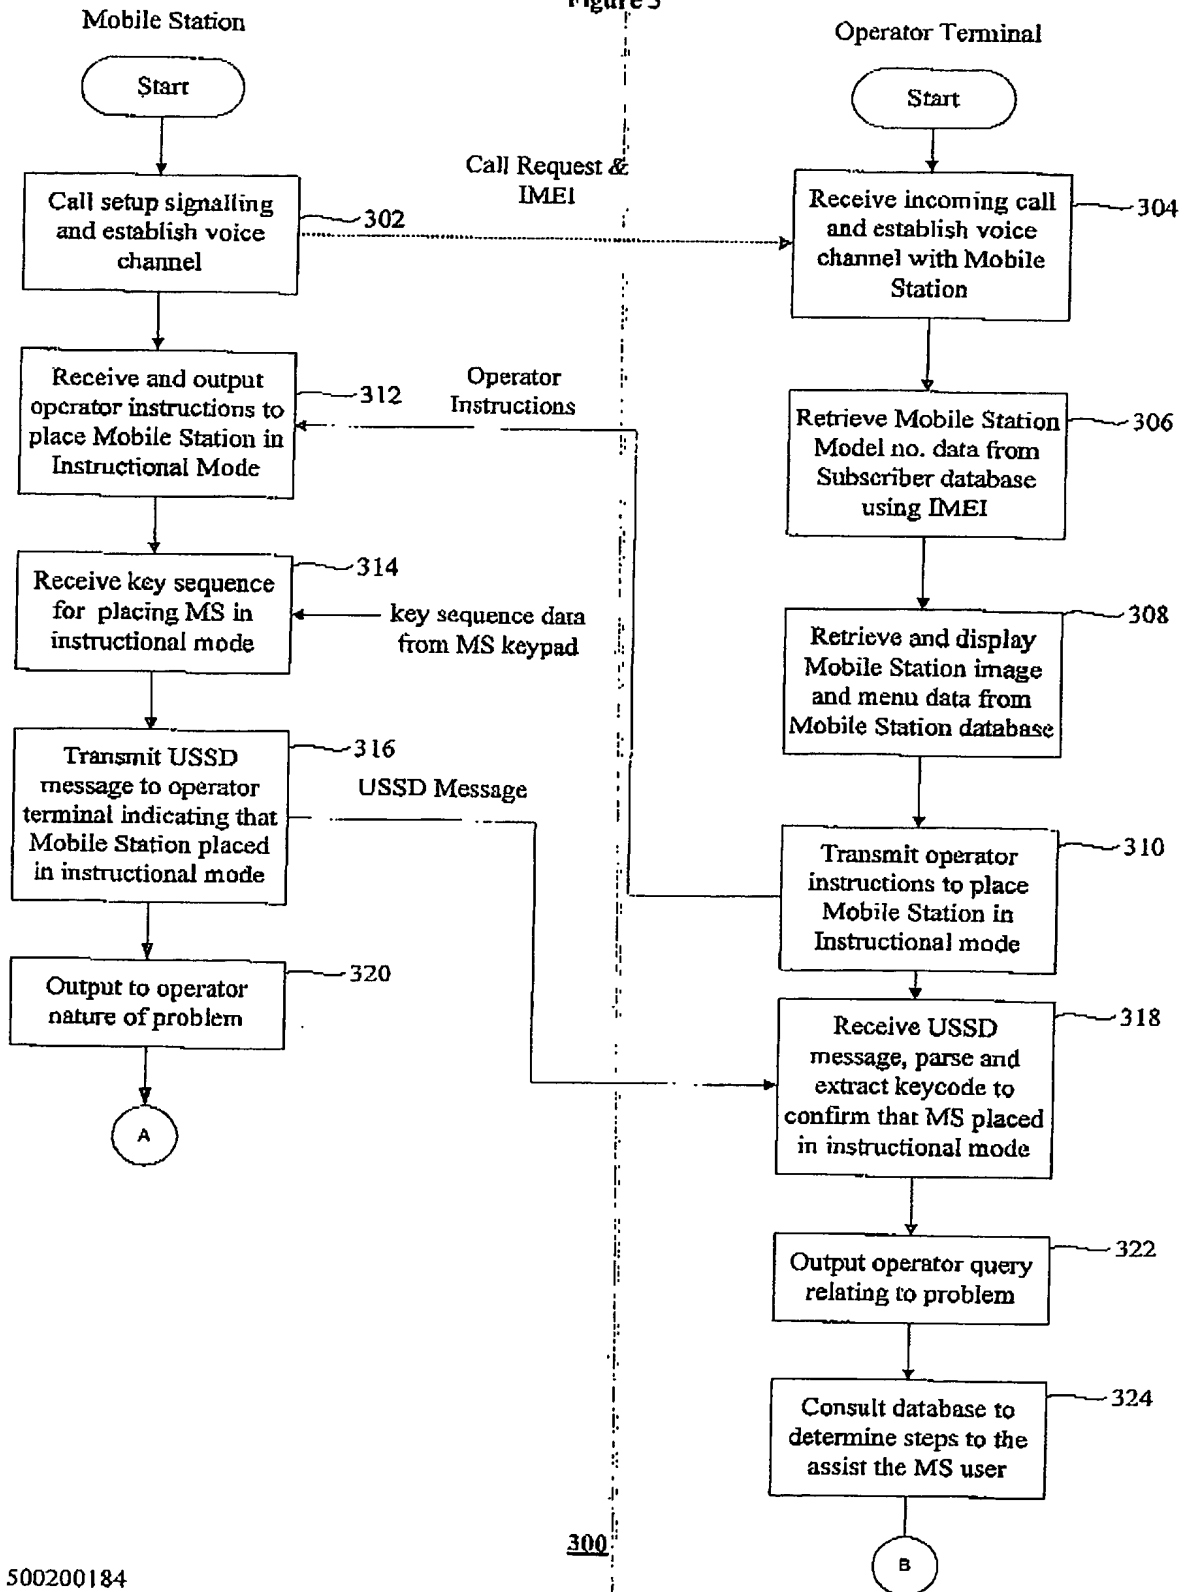 Figure 3
Mobile Station
Operator Terminal
Start
Start
Call setup signalling
and establish voice
channel
302
Call Request &
IMEI
Receive incoming call
and establish voice
channel with Mobile
Station
304
Receive and output
operator instructions to
place Mobile Station in
Instructional Mode
312
Operator
Instructions
Retrieve Mobile Station
Model no. data from
Subscriber database
using IMEI
306
Receive key sequence
for placing MS in
instructional mode
314
key sequence data
from MS keypad
Retrieve and display
Mobile Station image
and menu data from
Mobile Station database
308
Transmit USSD
message to operator
terminal indicating that
Mobile Station placed
in instructional mode
316
USSD Message
Transmit operator
instructions to place
Mobile Station in
Instructional mode
310
Output to operator
nature of problem
320
A
Receive USSD
message, parse and
extract keycode to
confirm that MS placed
in instructional mode
318
Output operator query
relating to problem
322
Consult database to
determine steps to the
assist the MS user
324
B
300
500200184